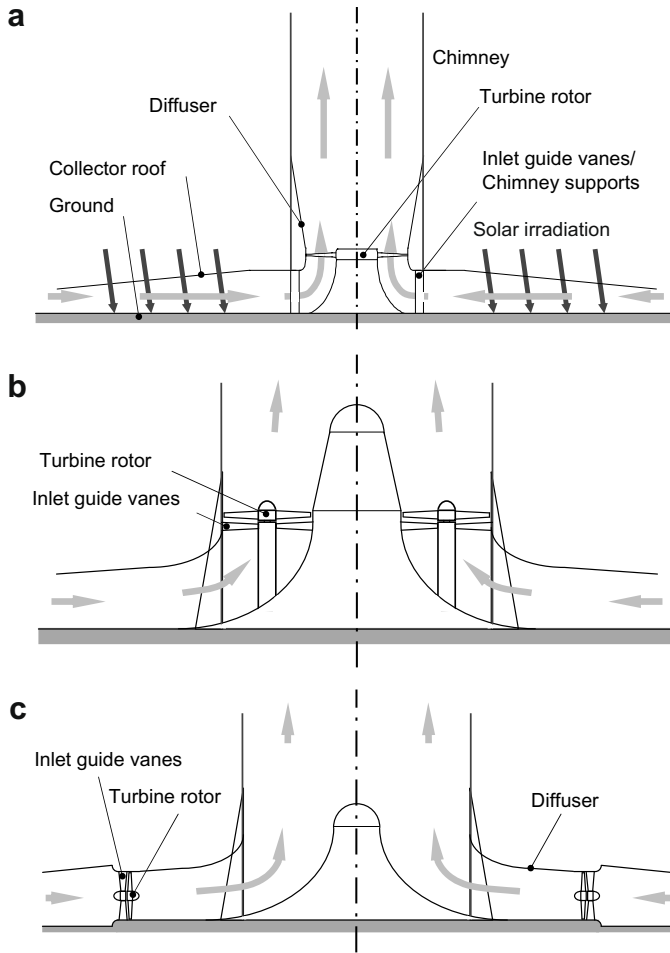 a
Chimney
Diffuser
Turbine rotor
Collector roof
Inlet guide vanes/
Chimney supports
Ground
Solar irradiation
b
Turbine rotor
Inlet guide vanes
c
Inlet guide vanes
Turbine rotor
Diffuser